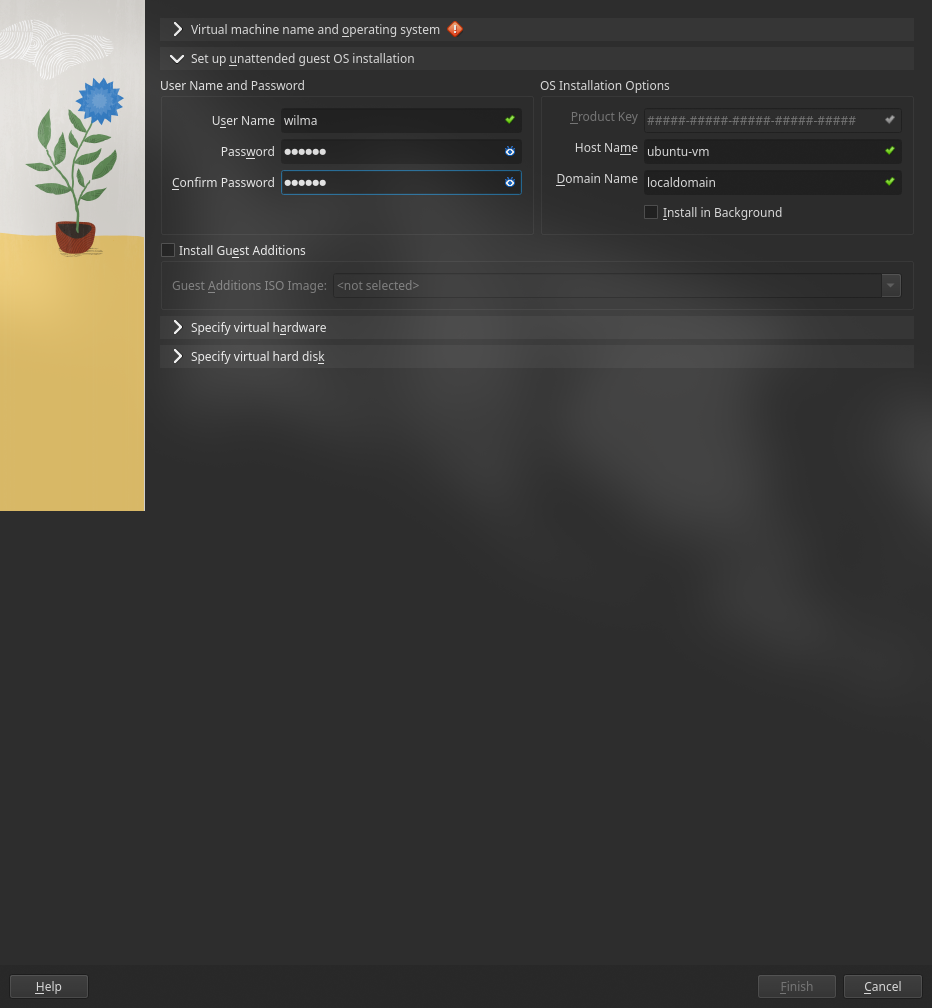 Virtual machine name and operating system
Set up unattended guest OS installation
User Name and Password
User Name wilma
Password ●●●●●●
Confirm Password ●●●●●●
OS Installation Options
Product Key #####-#####-#####-#####-#####
Host Name ubuntu-vm
Domain Name localdomain
Install in Background
Install Guest Additions
Guest Additions ISO Image: <not selected>
Specify virtual hardware
Specify virtual hard disk
Help Finish Cancel